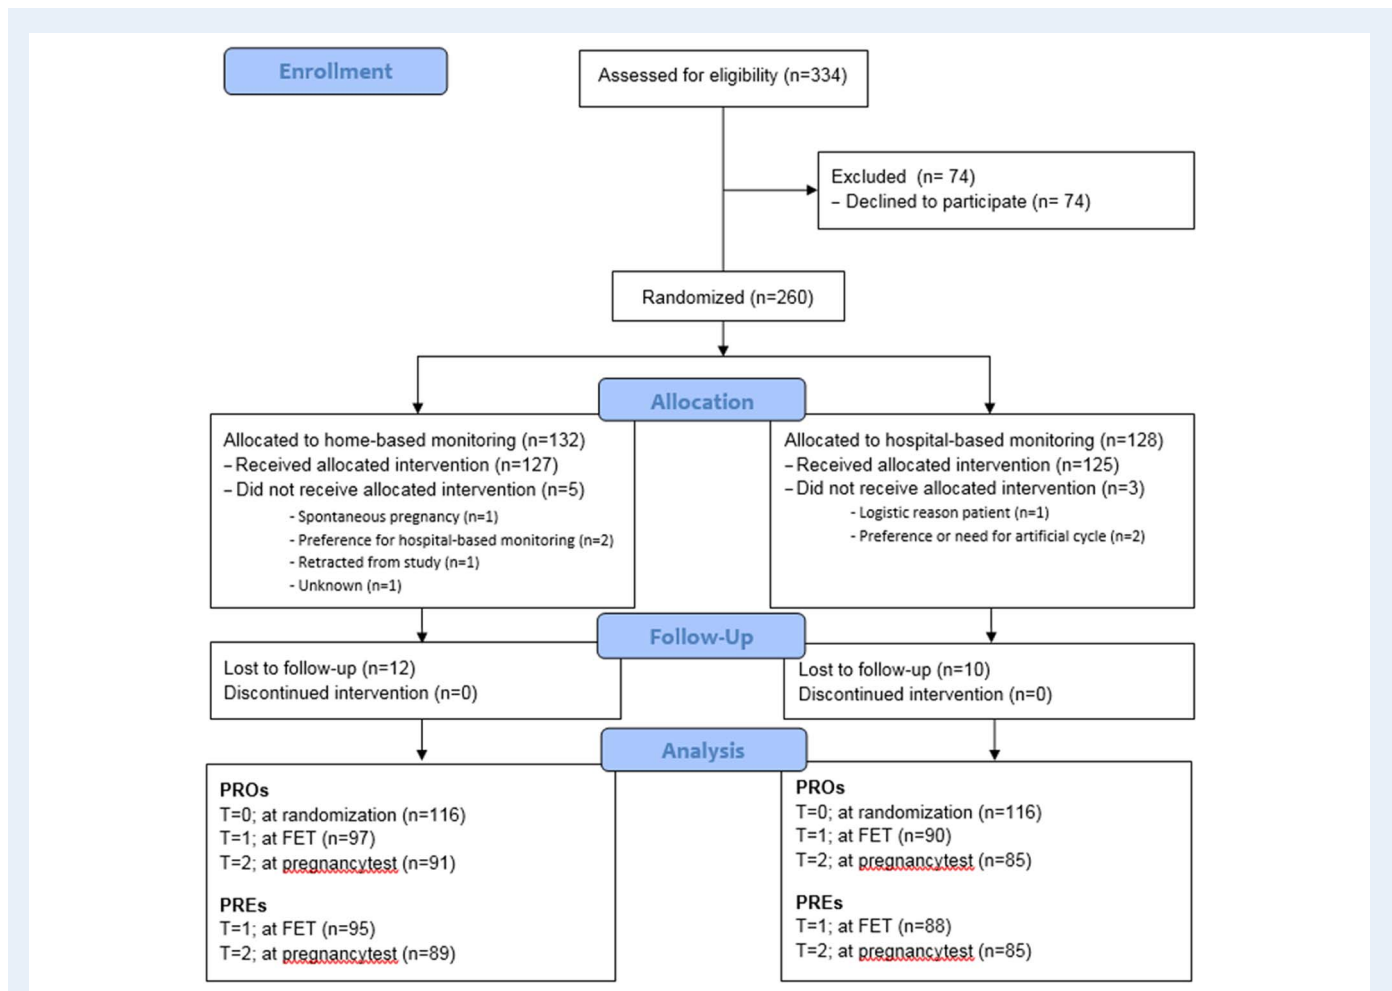 Enrollment
Assessed for eligibility (n=334)
Excluded (n= 74)
– Declined to participate (n= 74)
Randomized (n=260)
Allocation
Allocated to home-based monitoring (n=132)
– Received allocated intervention (n=127)
– Did not receive allocated intervention (n=5)
- Spontaneous pregnancy (n=1)
- Preference for hospital-based monitoring (n=2)
- Retracted from study (n=1)
- Unknown (n=1)
Allocated to hospital-based monitoring (n=128)
– Received allocated intervention (n=125)
– Did not receive allocated intervention (n=3)
- Logistic reason patient (n=1)
- Preference or need for artificial cycle (n=2)
Follow-Up
Lost to follow-up (n=12)
Discontinued intervention (n=0)
Lost to follow-up (n=10)
Discontinued intervention (n=0)
Analysis
PROs
T=0; at randomization (n=116)
T=1; at FET (n=97)
T=2; at pregnancytest (n=91)
PREs
T=1; at FET (n=95)
T=2; at pregnancytest (n=89)
PROs
T=0; at randomization (n=116)
T=1; at FET (n=90)
T=2; at pregnancytest (n=85)
PREs
T=1; at FET (n=88)
T=2; at pregnancytest (n=85)